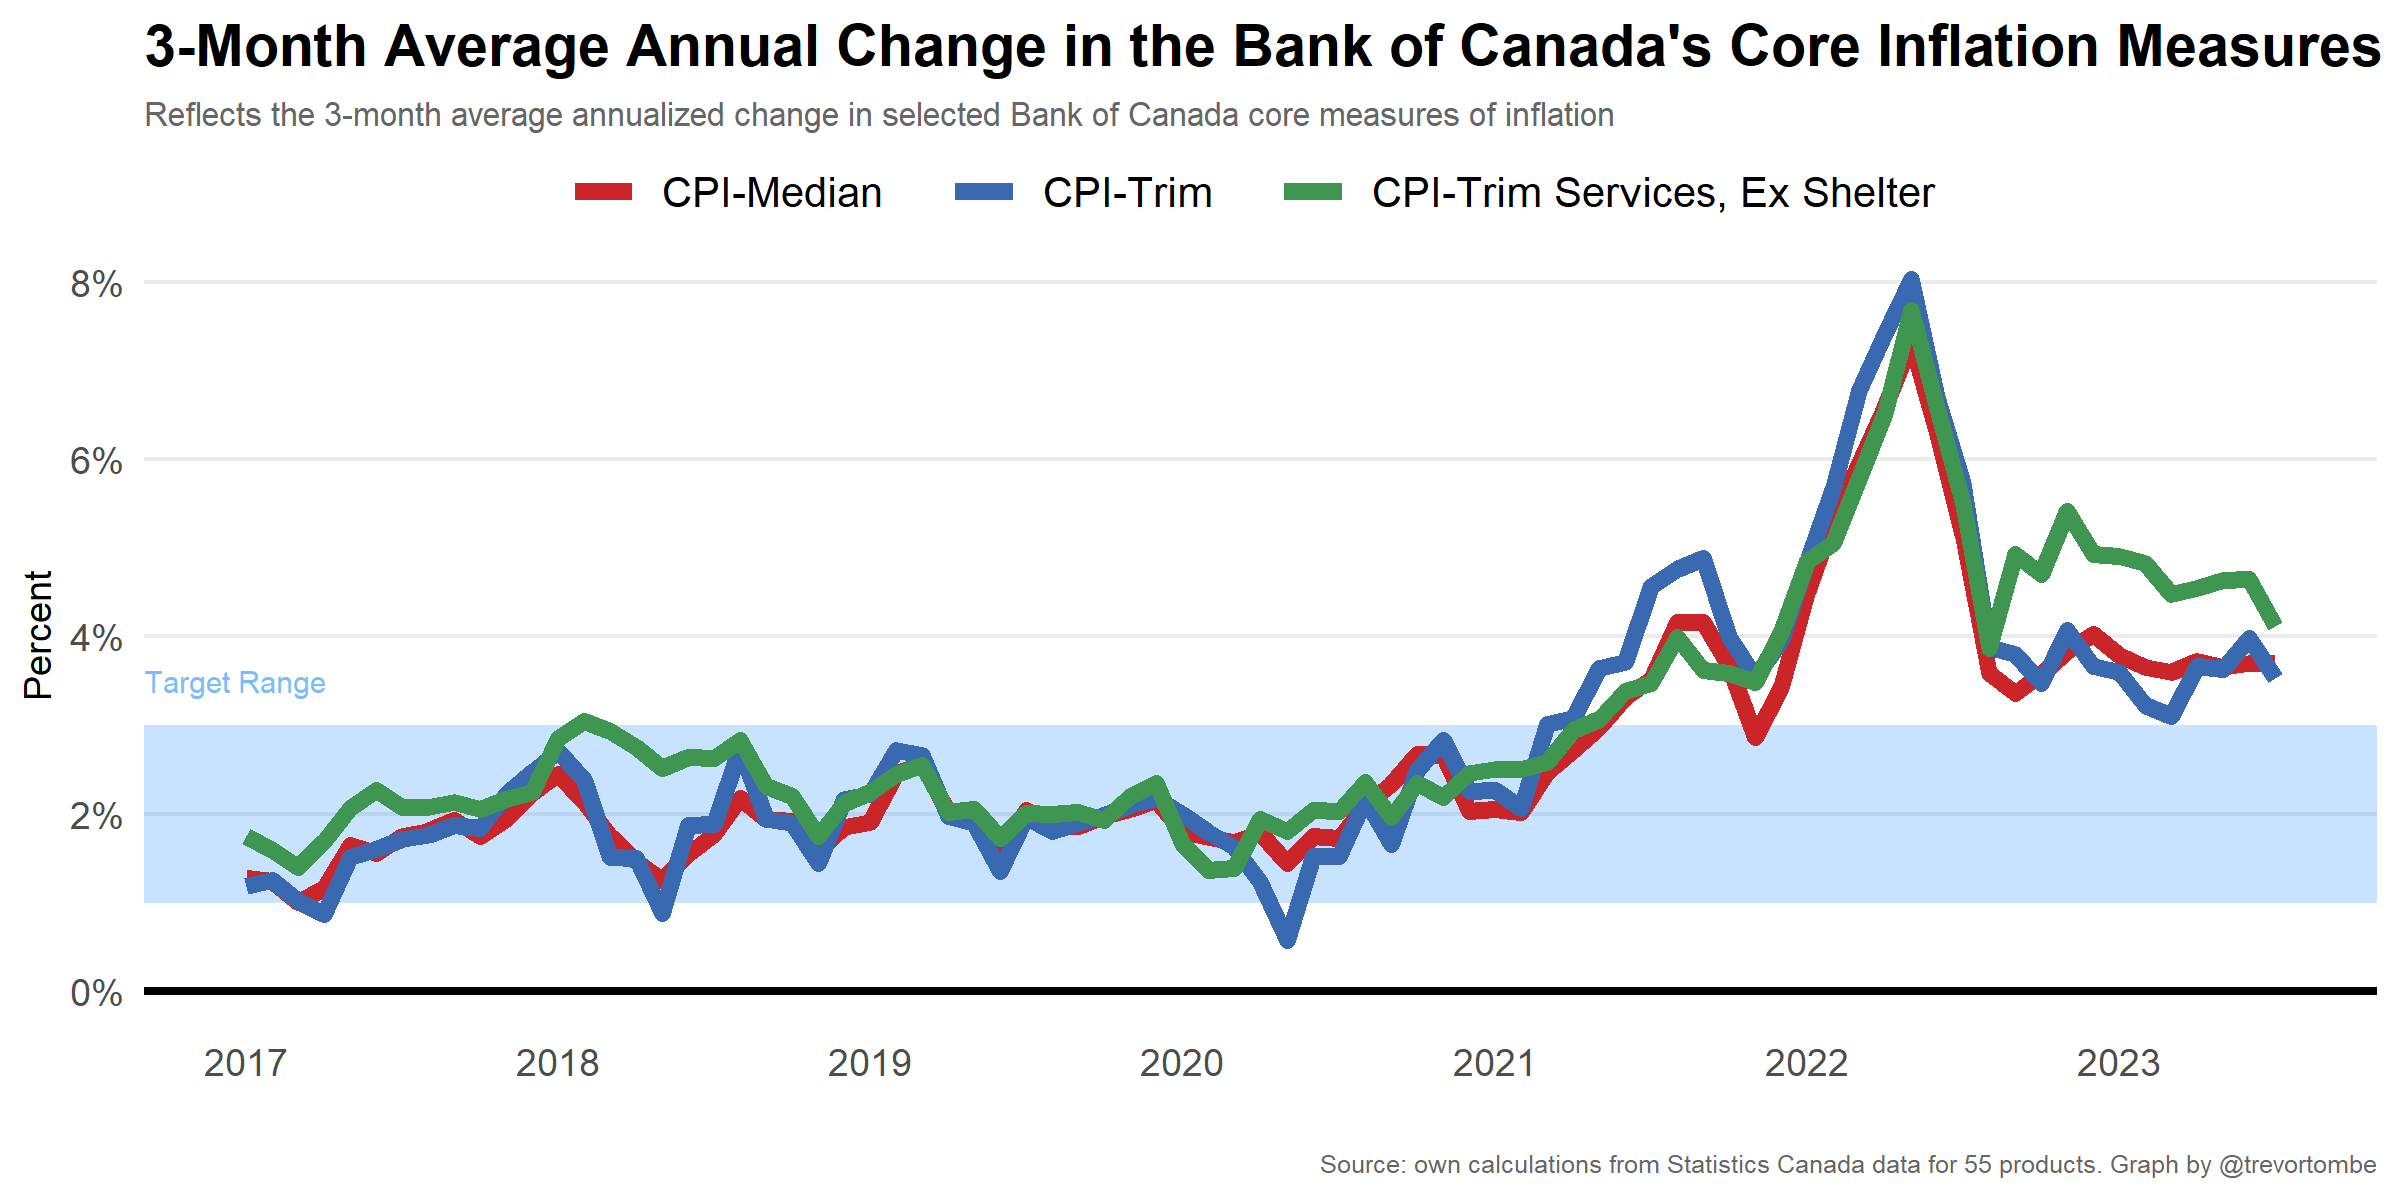 3-Month Average Annual Change in the Bank of Canada's Core Inflation Measures
Reflects the 3-month average annualized change in selected Bank of Canada core measures of inflation
CPI-Median CPI-Trim CPI-Trim Services, Ex Shelter
8%
6%
4%
2%
0%
Percent
Target Range
2017 2018 2019 2020 2021 2022 2023
Source: own calculations from Statistics Canada data for 55 products. Graph by @trevortombe